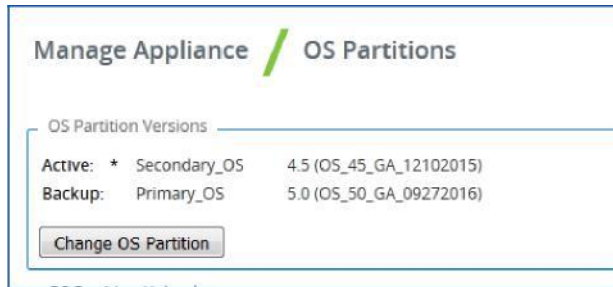 Manage Appliance / OS Partitions
OS Partition Versions
Active: * Secondary_OS 4.5 (OS_45_GA_12102015)
Backup: Primary_OS 5.0 (OS_50_GA_09272016)
Change OS Partition